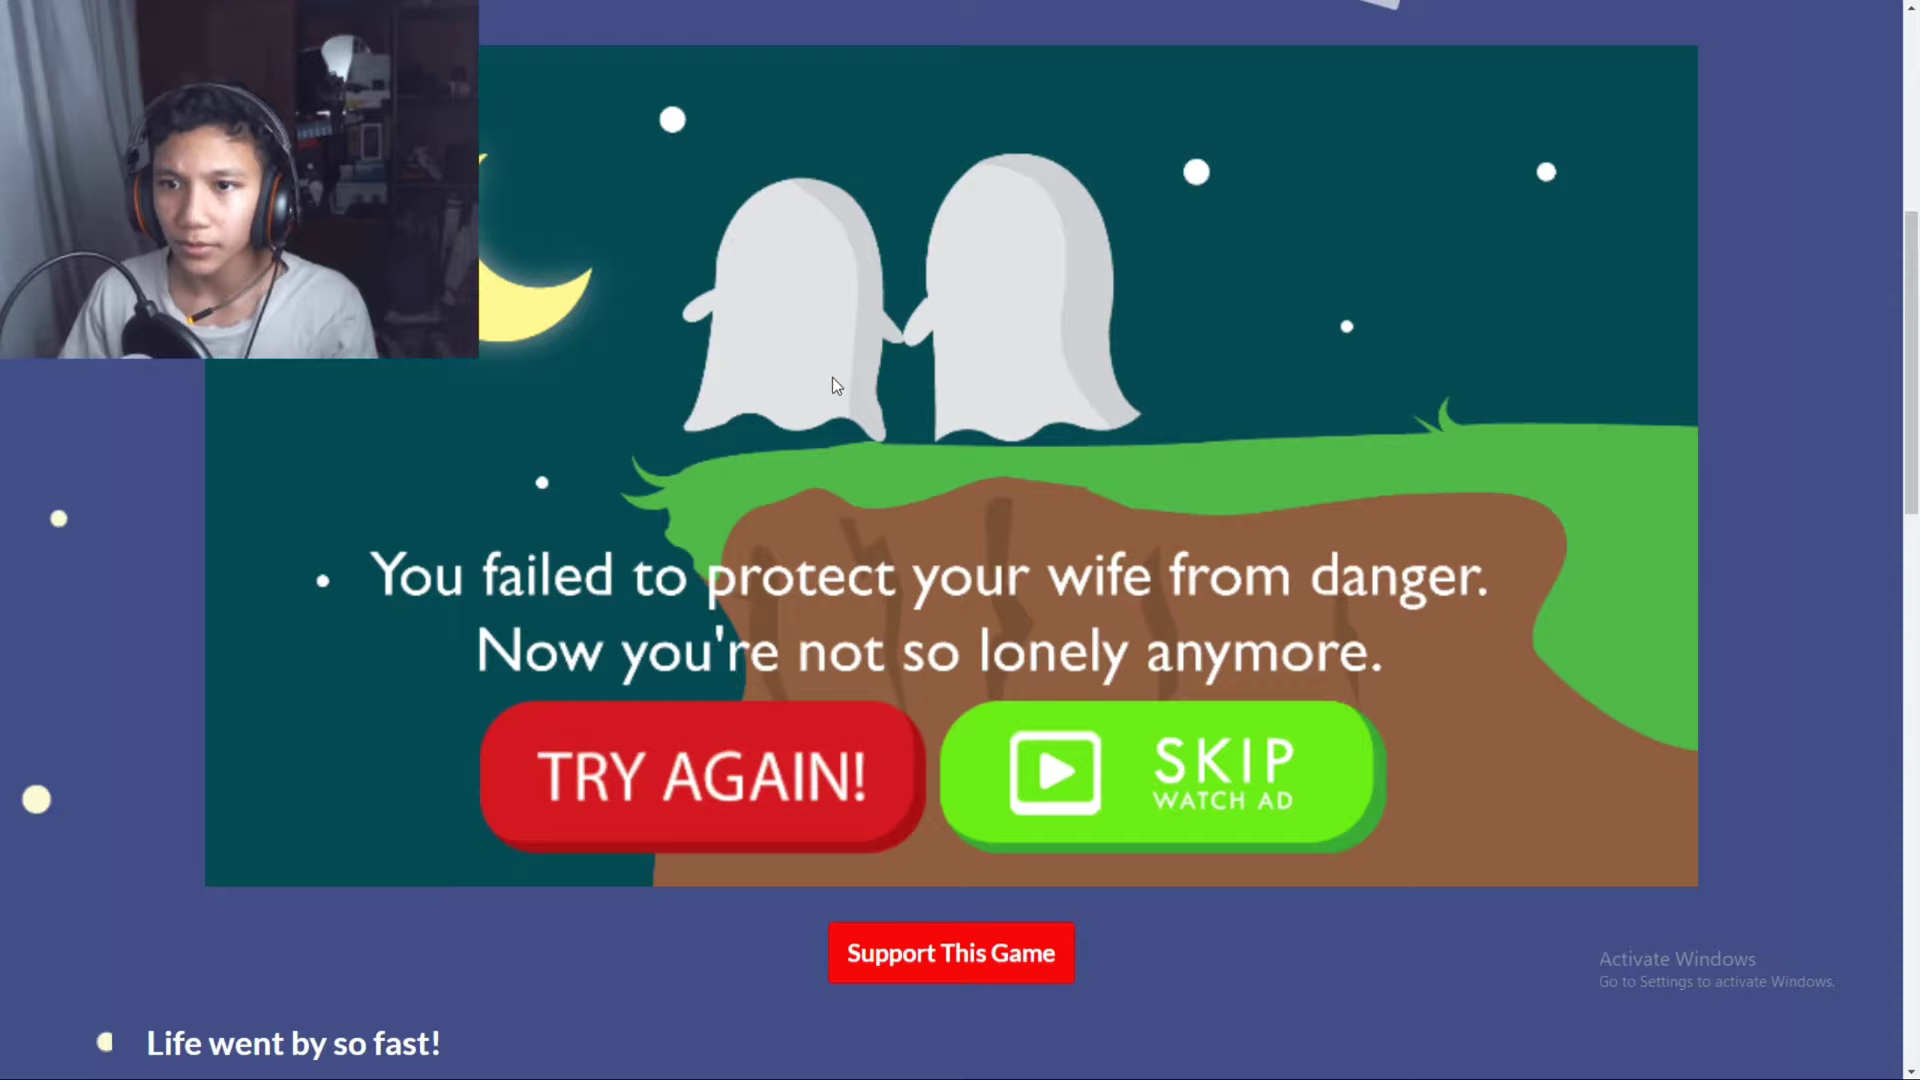 You failed to protect your wife from danger.
Now you're not so lonely anymore.
TRY AGAIN!
SKIP
WATCH AD
Support This Game
Activate Windows
Go to Settings to activate Windows.
Life went by so fast!